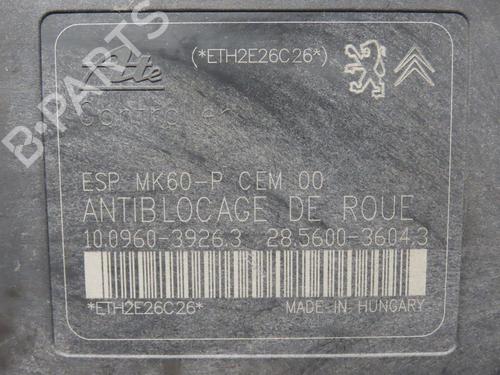 Ate (*ETH2E26C26*)
Controler
ESP MK60-P CEM 00
ANTIBLOCAGE DE ROUE
10.0960-3926.3 28.5600-3604.3
*ETH2E26C26*
MADE-IN-HUNGARY
B-PARTS